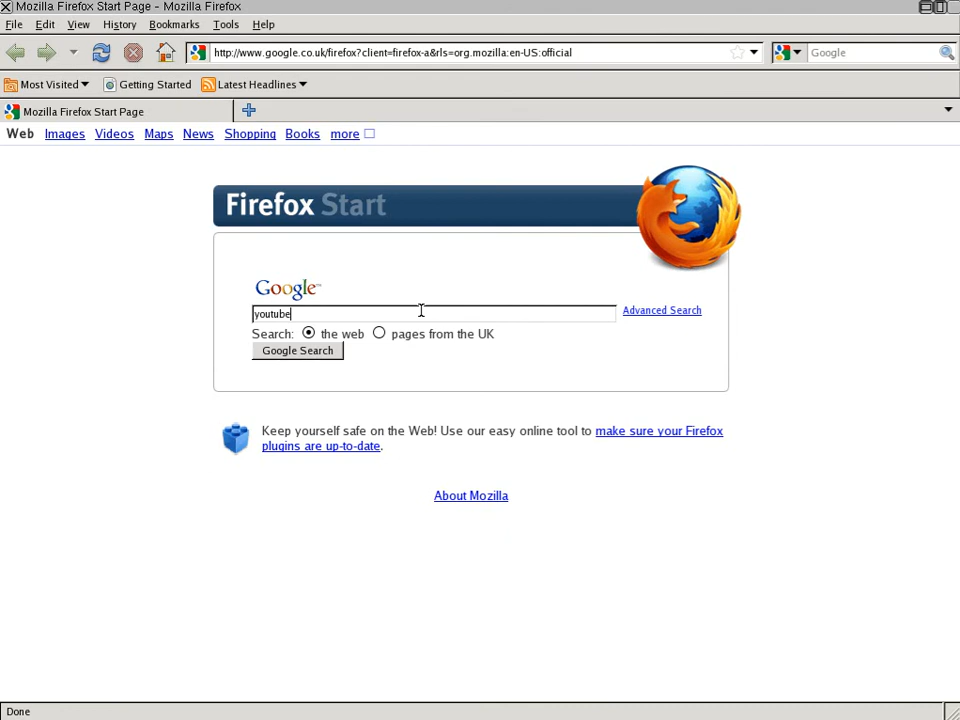 Mozilla Firefox Start Page - Mozilla Firefox
File Edit View History Bookmarks Tools Help
http://www.google.co.uk/firefox?client=firefox-a&rls=org.mozilla:en-US:official
Google
Most Visited Getting Started Latest Headlines
Mozilla Firefox Start Page
Web Images Videos Maps News Shopping Books more
Firefox Start
Google™
youtube
Advanced Search
Search: the web pages from the UK
Google Search
Keep yourself safe on the Web! Use our easy online tool to make sure your Firefox
plugins are up-to-date.
About Mozilla
Done